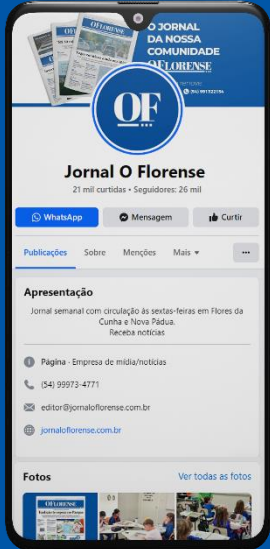 O JORNAL
DA NOSSA
COMUNIDADE
OFLORENSE
OF
Jornal O Florense
21 mil curtidas • Seguidores: 26 mil
WhatsApp
Mensagem
Curtir
Publicações
Sobre
Menções
Mais
Apresentação
Jornal semanal com circulação às sextas-feiras em Flores da
Cunha e Nova Pádua.
Receba notícias
Página · Empresa de mídia/notícias
(54) 99973-4771
editor@jornaloflorense.com.br
jornaloflorense.com.br
Fotos
Ver todas as fotos
OFLORENSE